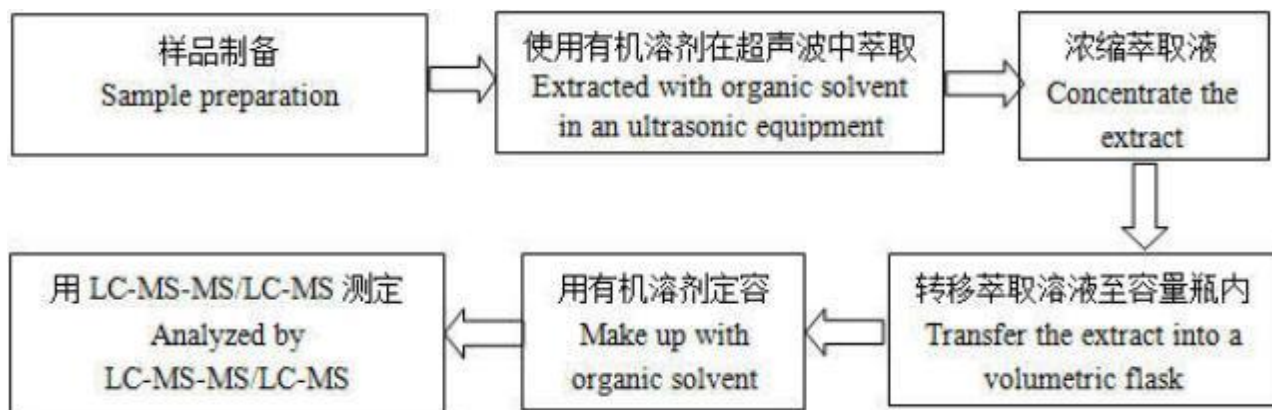 样品制备
Sample preparation
使用有机溶剂在超声波中萃取
Extracted with organic solvent
in an ultrasonic equipment
浓缩萃取液
Concentrate the
extract
转移萃取溶液至容量瓶内
Transfer the extract into a
volumetric flask
用有机溶剂定容
Make up with
organic solvent
用 LC-MS-MS/LC-MS 测定
Analyzed by
LC-MS-MS/LC-MS